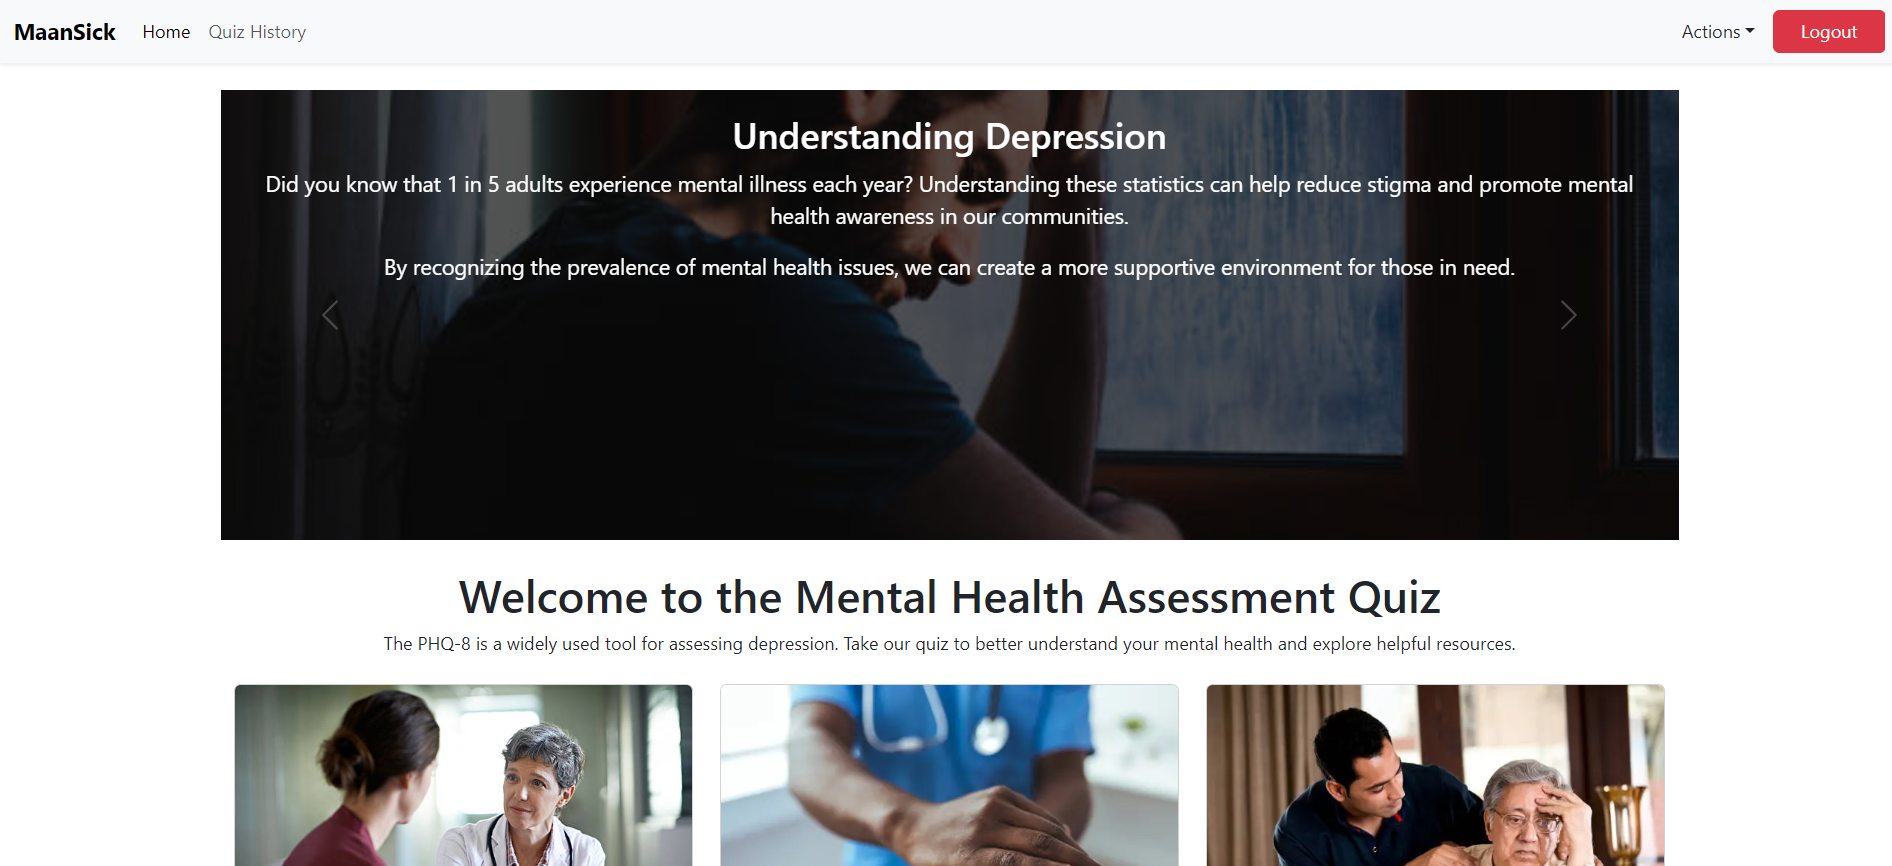 MaanSick Home Quiz History Actions Logout
Understanding Depression
Did you know that 1 in 5 adults experience mental illness each year? Understanding these statistics can help reduce stigma and promote mental
health awareness in our communities.
By recognizing the prevalence of mental health issues, we can create a more supportive environment for those in need.
Welcome to the Mental Health Assessment Quiz
The PHQ-8 is a widely used tool for assessing depression. Take our quiz to better understand your mental health and explore helpful resources.